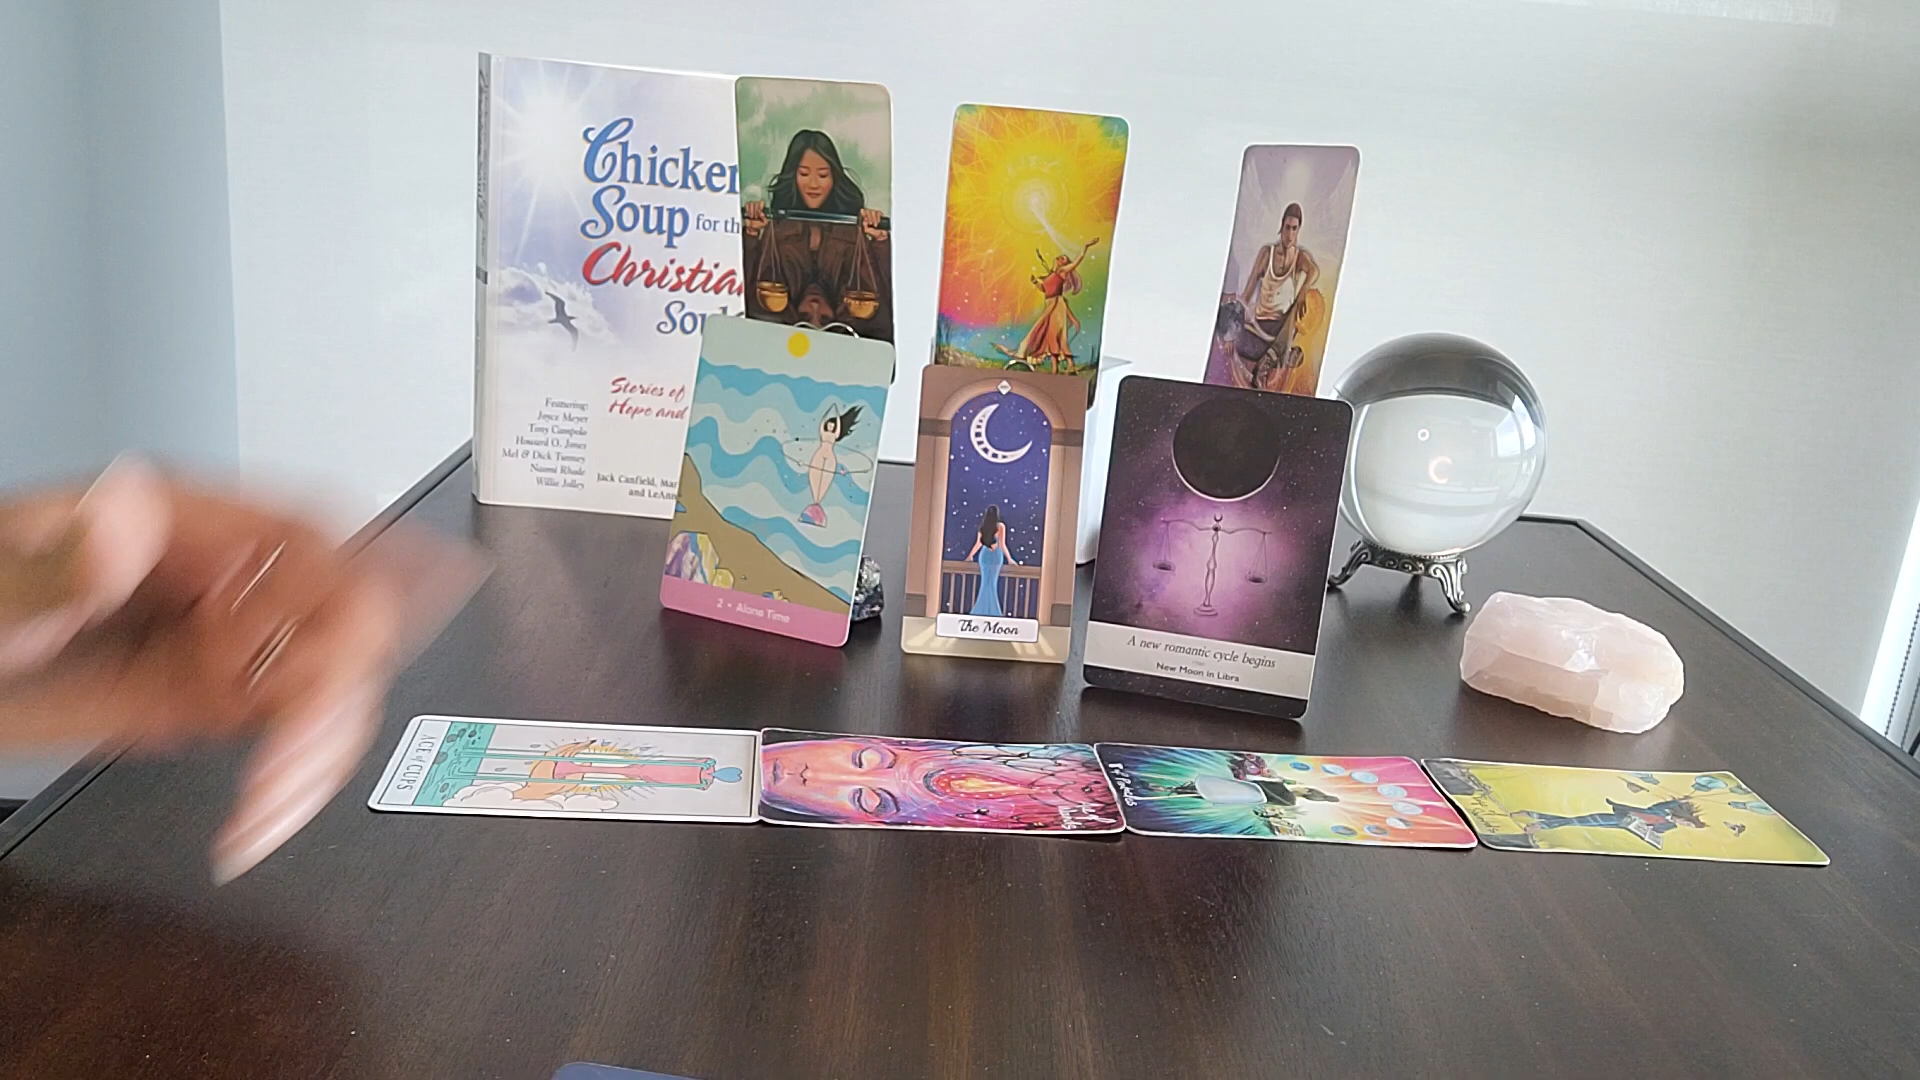 Chicken
Soup for the
Christian
Soul
Stories of
Hope and
Featuring:
Joyce Meyer
Tony Campolo
Howard O. Jones
Mel & Dick Tunney
Naomi Rhode
Willie Jolley
Jack Canfield, Mar
and LeAnn
2 • Alone Time
The Moon
A new romantic cycle begins
New Moon in Libra
ACE of CUPS